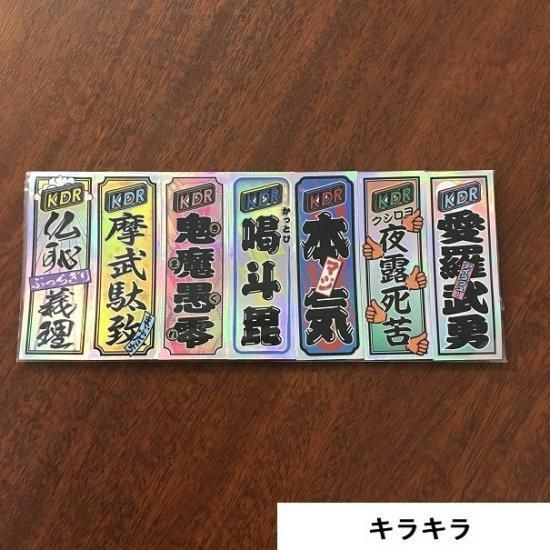 KDR
仏恥義理
ぶっちぎり
KDR
摩武駄致
KDR
鬼魔愚零
きまぐれ
KDR
喝斗毘
かっとび
KDR
本気
マジ
KDR
クシロヨ
夜露死苦
KDR
愛羅武勇
キラキラ